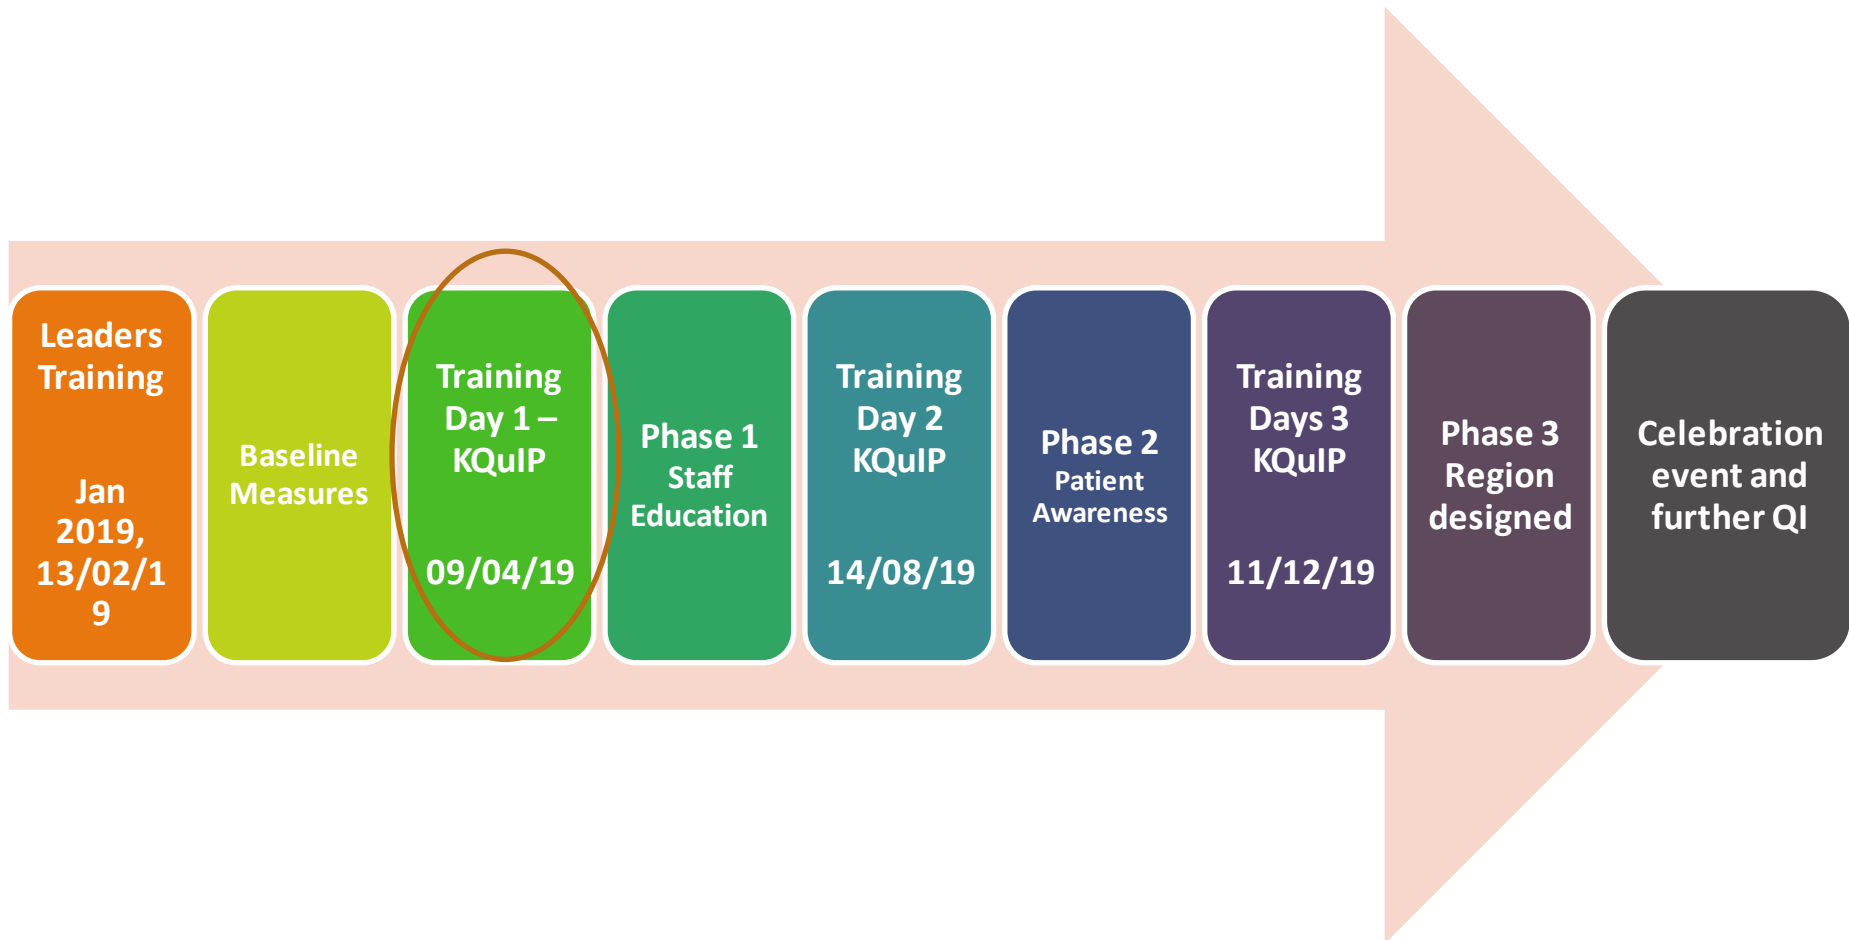 Leaders
Training
Jan
2019,
13/02/1
9
Baseline
Measures
Training
Day 1 –
KQuIP
09/04/19
Phase 1
Staff
Education
Training
Day 2
KQuIP
14/08/19
Phase 2
Patient
Awareness
Training
Days 3
KQuIP
11/12/19
Phase 3
Region
designed
Celebration
event and
further QI